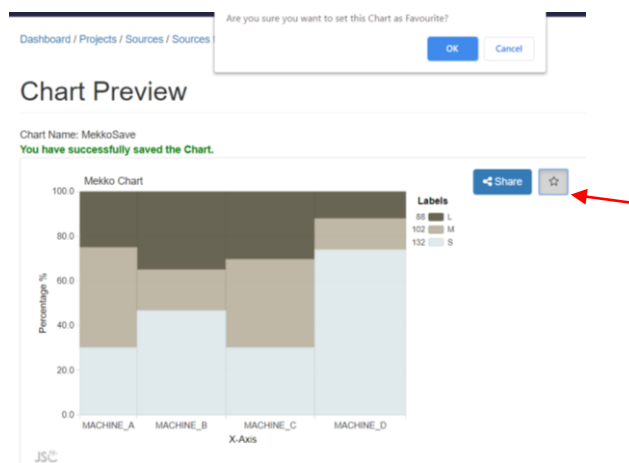 Are you sure you want to set this Chart as Favourite?
OK Cancel
Dashboard / Projects / Sources / Sources
Chart Preview
Chart Name: MekkoSave
You have successfully saved the Chart.
Mekko Chart
Share
Labels
88 L
102 M
132 S
Percentage %
100.0
80.0
60.0
40.0
20.0
0.0
MACHINE_A MACHINE_B MACHINE_C MACHINE_D
X-Axis
JSC